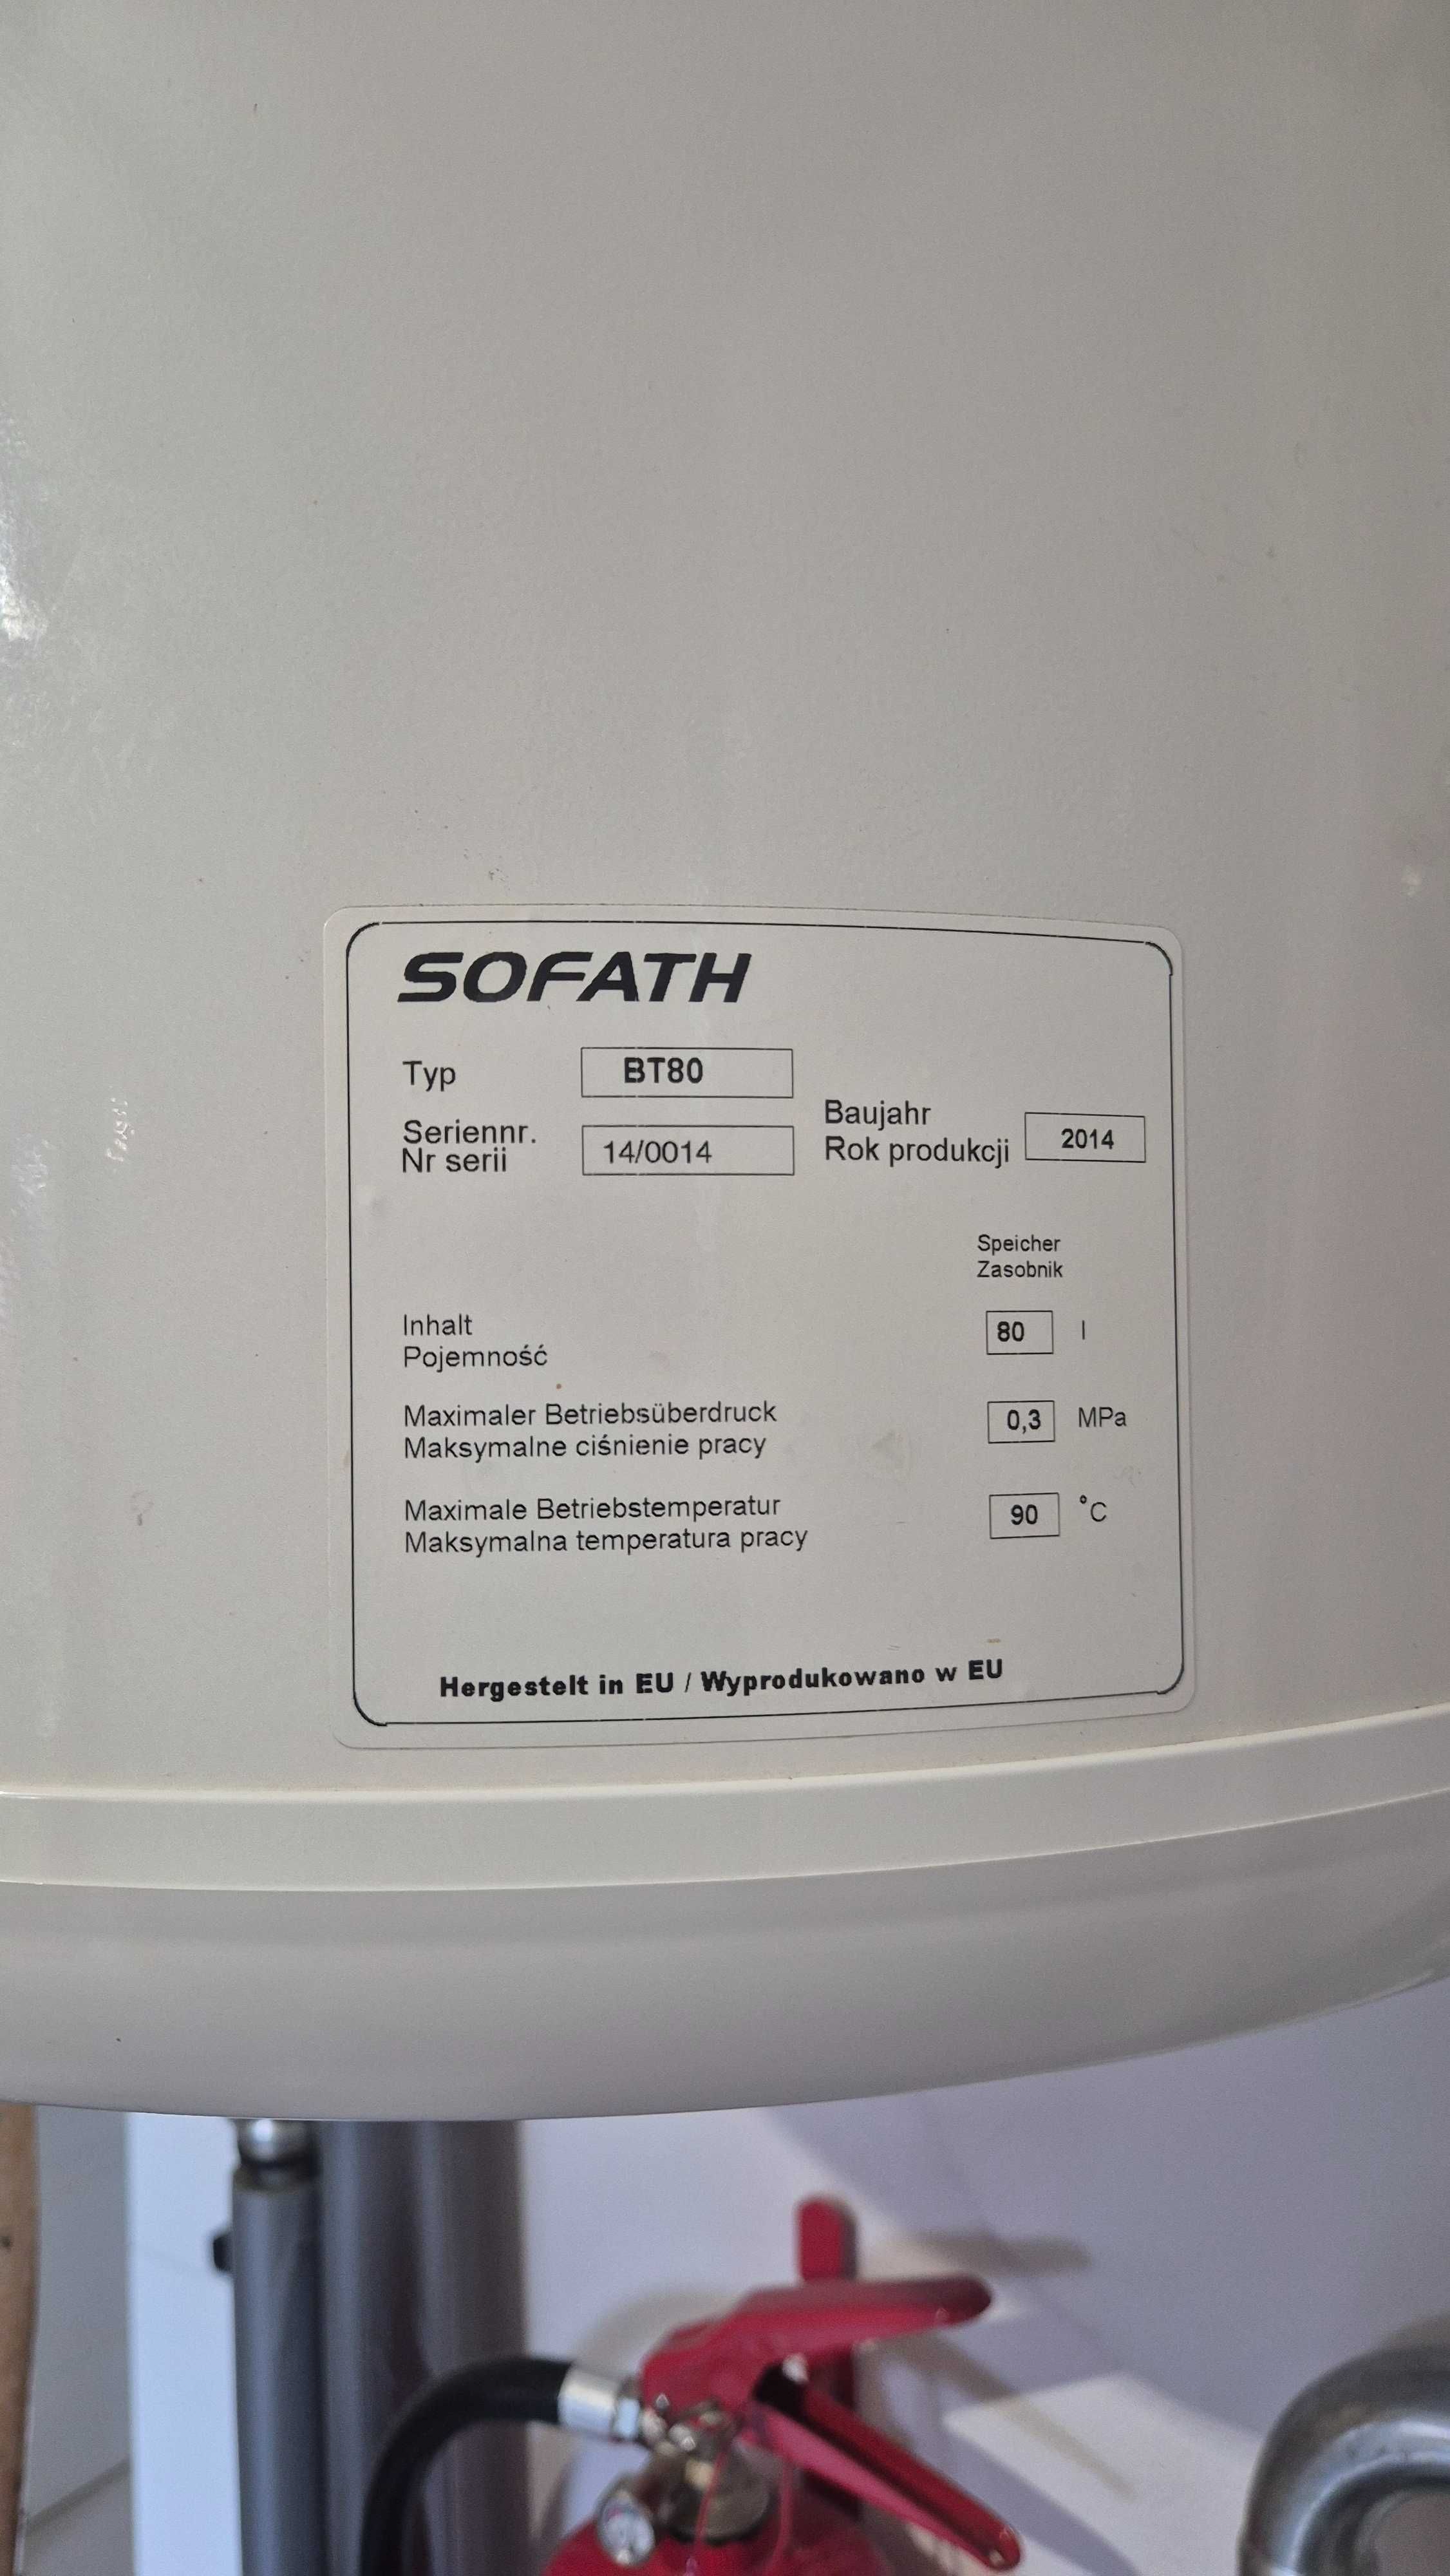 SOFATH
Typ BT80
Seriennr.
Nr serii
14/0014
Baujahr
Rok produkcji
2014
Speicher
Zasobnik
Inhalt
Pojemność
80 l
Maximaler Betriebsüberdruck
Maksymalne ciśnienie pracy
0,3 MPa
Maximale Betriebstemperatur
Maksymalna temperatura pracy
90 °C
Hergestelt in EU / Wyprodukowano w EU